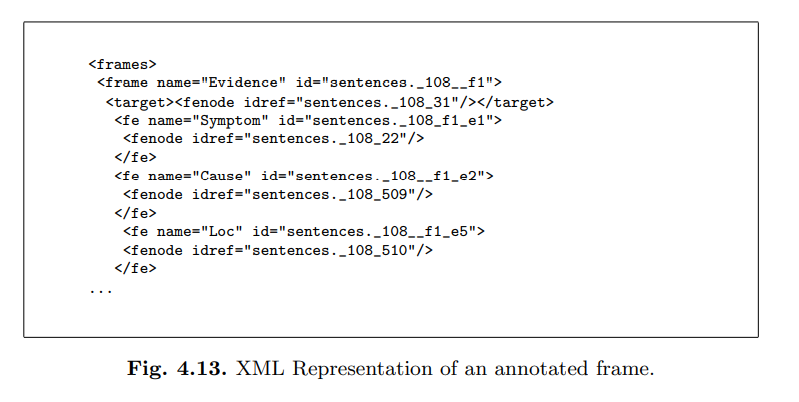 <frames>
<frame name="Evidence" id="sentences._108__f1">
<target><fenode idref="sentences._108_31"/></target>
<fe name="Symptom" id="sentences._108_f1_e1">
<fenode idref="sentences._108_22"/>
</fe>
<fe name="Cause" id="sentences._108__f1_e2">
<fenode idref="sentences._108_509"/>
</fe>
<fe name="Loc" id="sentences._108__f1_e5">
<fenode idref="sentences._108_510"/>
</fe>
...
Fig. 4.13. XML Representation of an annotated frame.